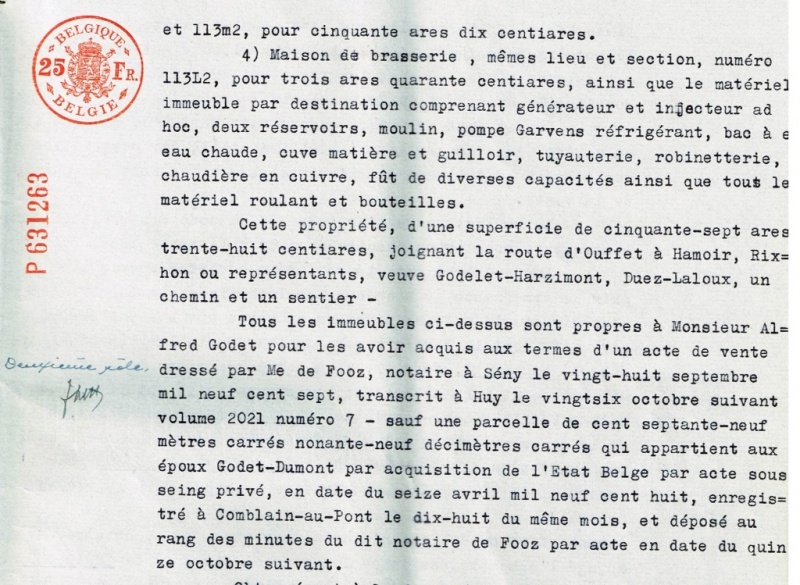 BELGIQUE
25 FR.
BELGIE
P 631263
et 113m2, pour cinquante ares dix centiares.
4) Maison de brasserie , mêmes lieu et section, numéro
113L2, pour trois ares quarante centiares, ainsi que le matériel
immeuble par destination comprenant générateur et injecteur ad
hoc, deux réservoirs, moulin, pompe Garvens réfrigérant, bac à e
eau chaude, cuve matière et guilloir, tuyauterie, robinetterie,
chaudière en cuivre, fût de diverses capacités ainsi que tout le
matériel roulant et bouteilles.
Cette propriété, d'une superficie de cinquante-sept ares
trente-huit centiares, joignant la route d'Ouffet à Hamoir, Rix=
hon ou représentants, veuve Godelet-Harzimont, Duez-Laloux, un
chemin et un sentier -
Tous les immeubles ci-dessus sont propres à Monsieur Al=
fred Godet pour les avoir acquis aux termes d'un acte de vente
Deuxième rôle.
dressé par Me de Fooz, notaire à Sény le vingt-huit septembre
mil neuf cent sept, transcrit à Huy le vingtsix octobre suivant
volume 2021 numéro 7 - sauf une parcelle de cent septante-neuf
mètres carrés nonante-neuf décimètres carrés qui appartient aux
époux Godet-Dumont par acquisition de l'Etat Belge par acte sous
seing privé, en date du seize avril mil neuf cent huit, enregis=
tré à Comblain-au-Pont le dix-huit du même mois, et déposé au
rang des minutes du dit notaire de Fooz par acte en date du quin
ze octobre suivant.